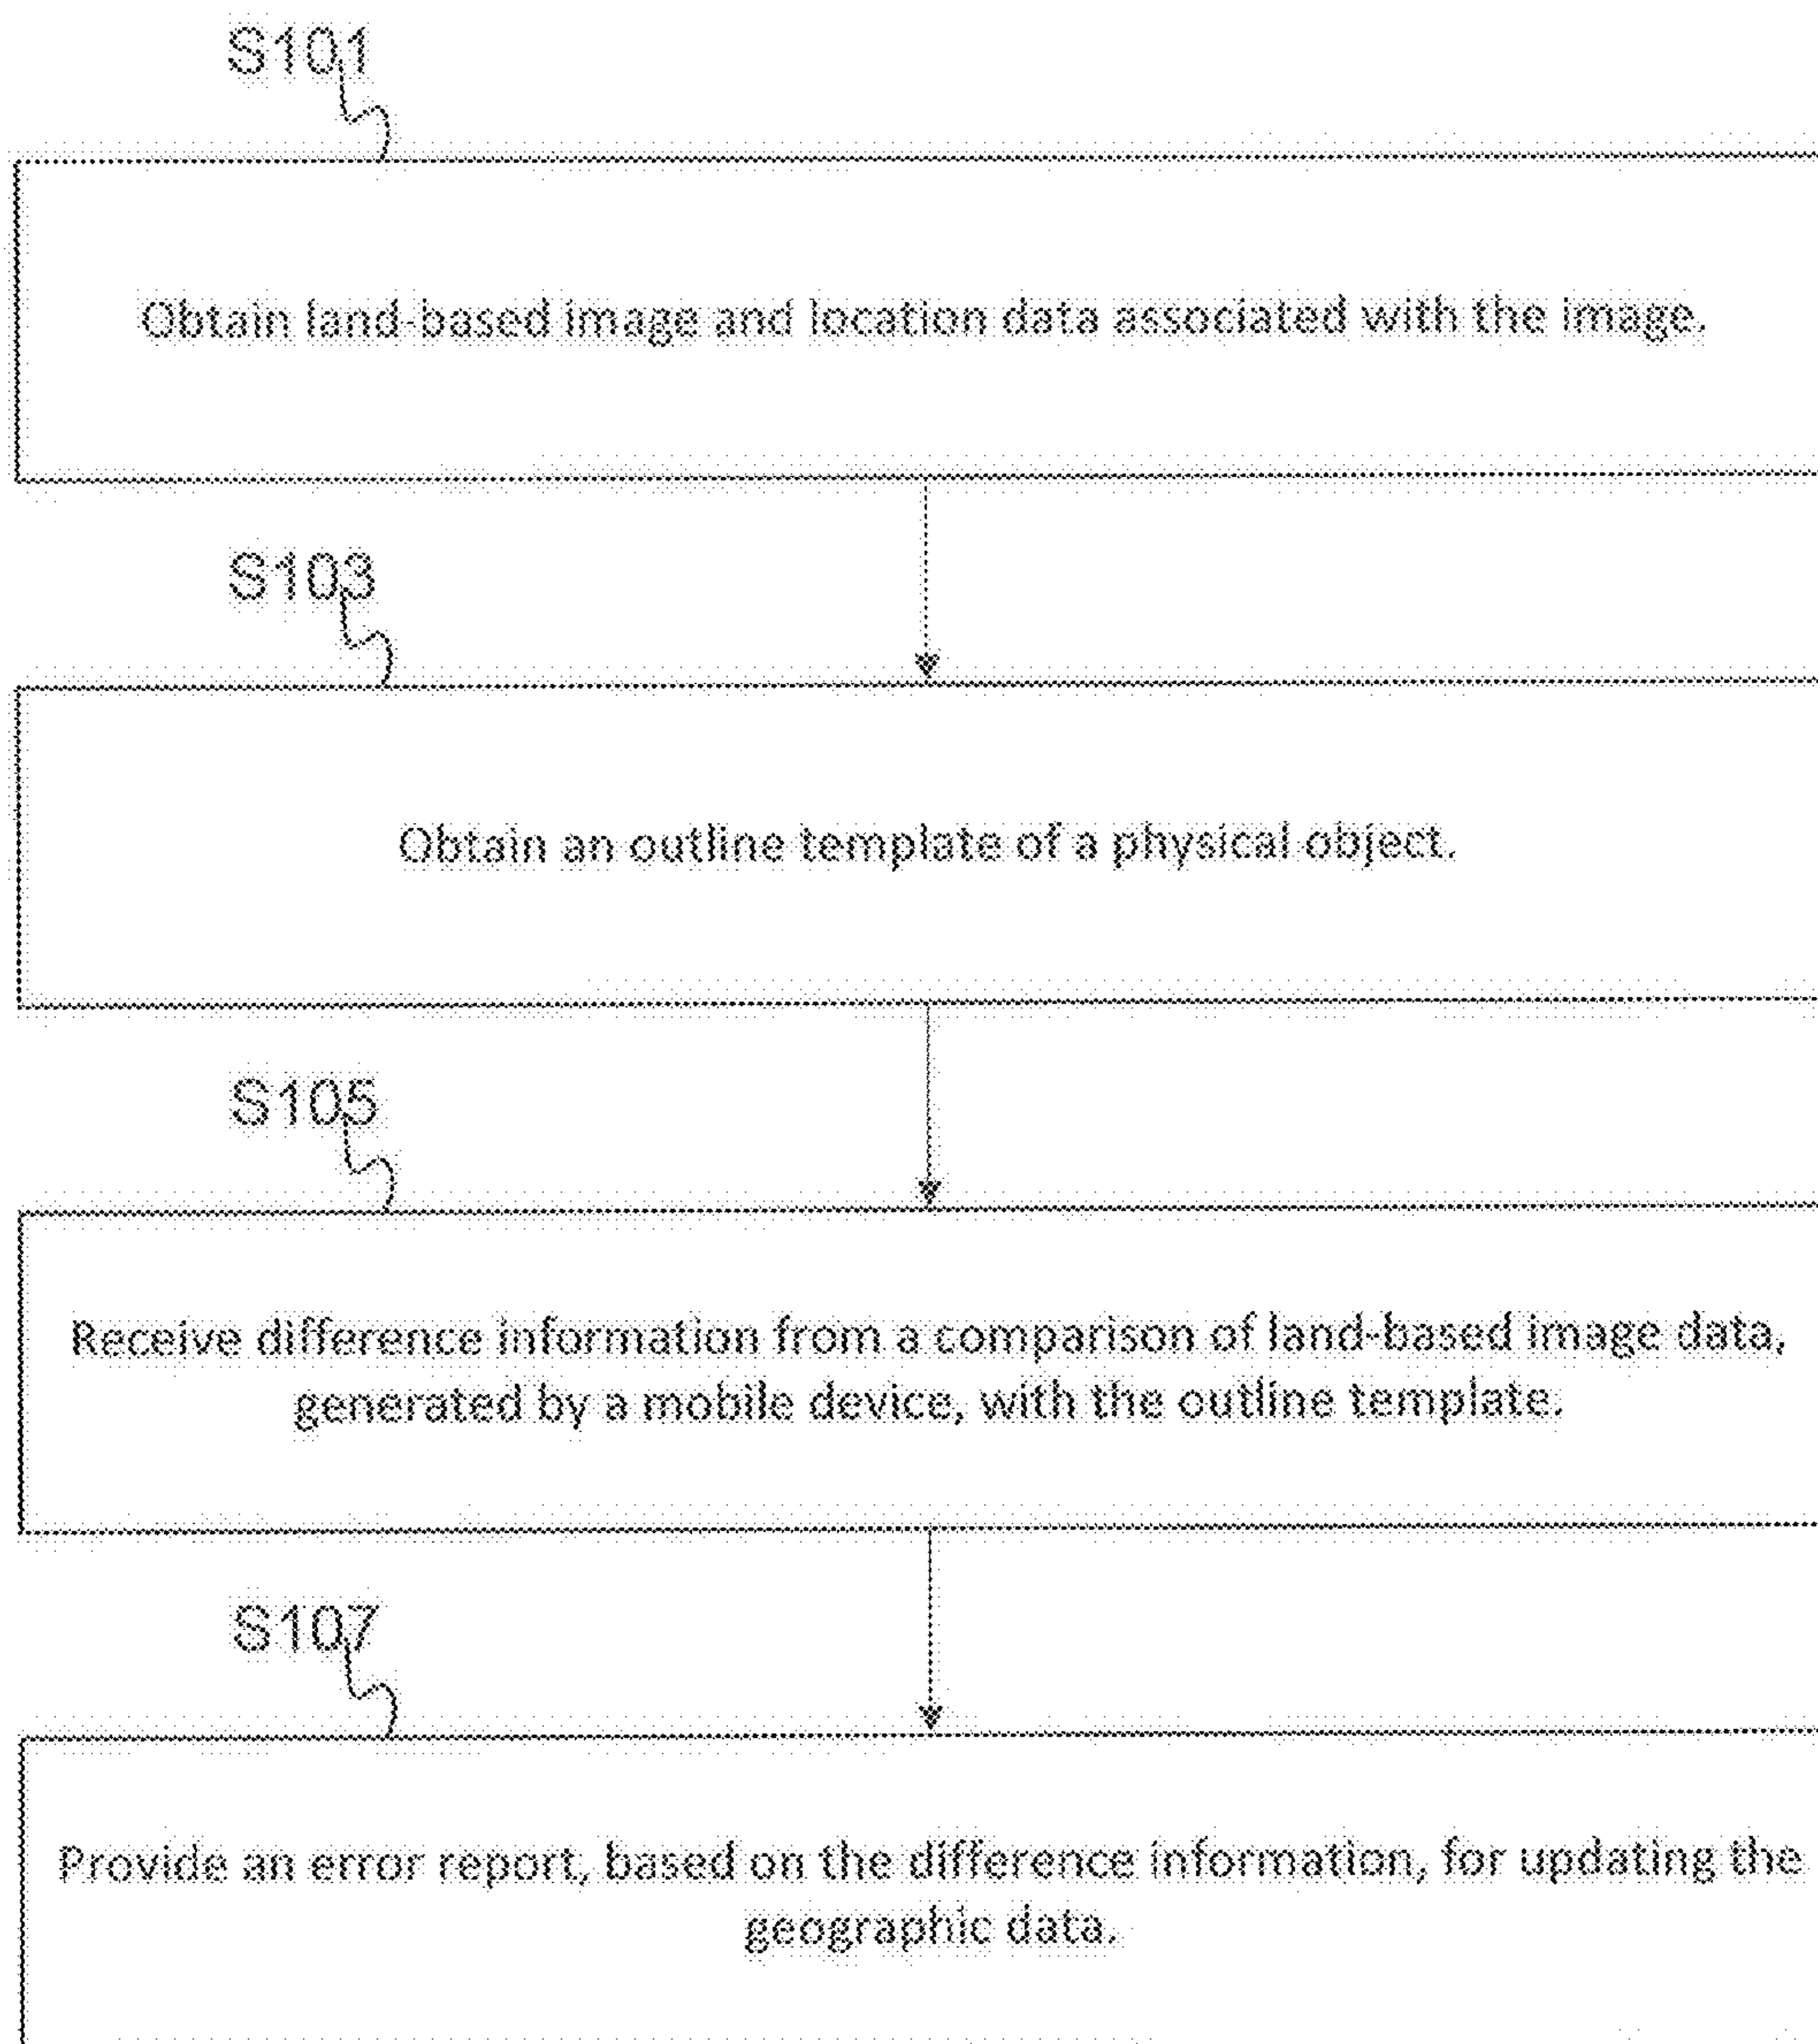 S101
Obtain land-based image and location data associated with the image.
S103
Obtain an outline template of a physical object.
S105
Receive difference information from a comparison of land-based image data,
generated by a mobile device, with the outline template.
S107
Provide an error report, based on the difference information, for updating the
geographic data.